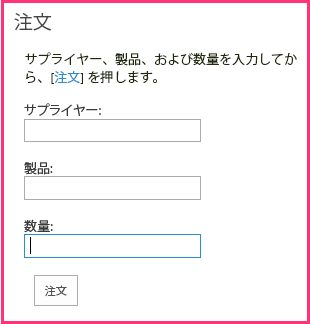 注文
サプライヤー、製品、および数量を入力してか
ら、[注文] を押します。
サプライヤー:
製品:
数量:
注文